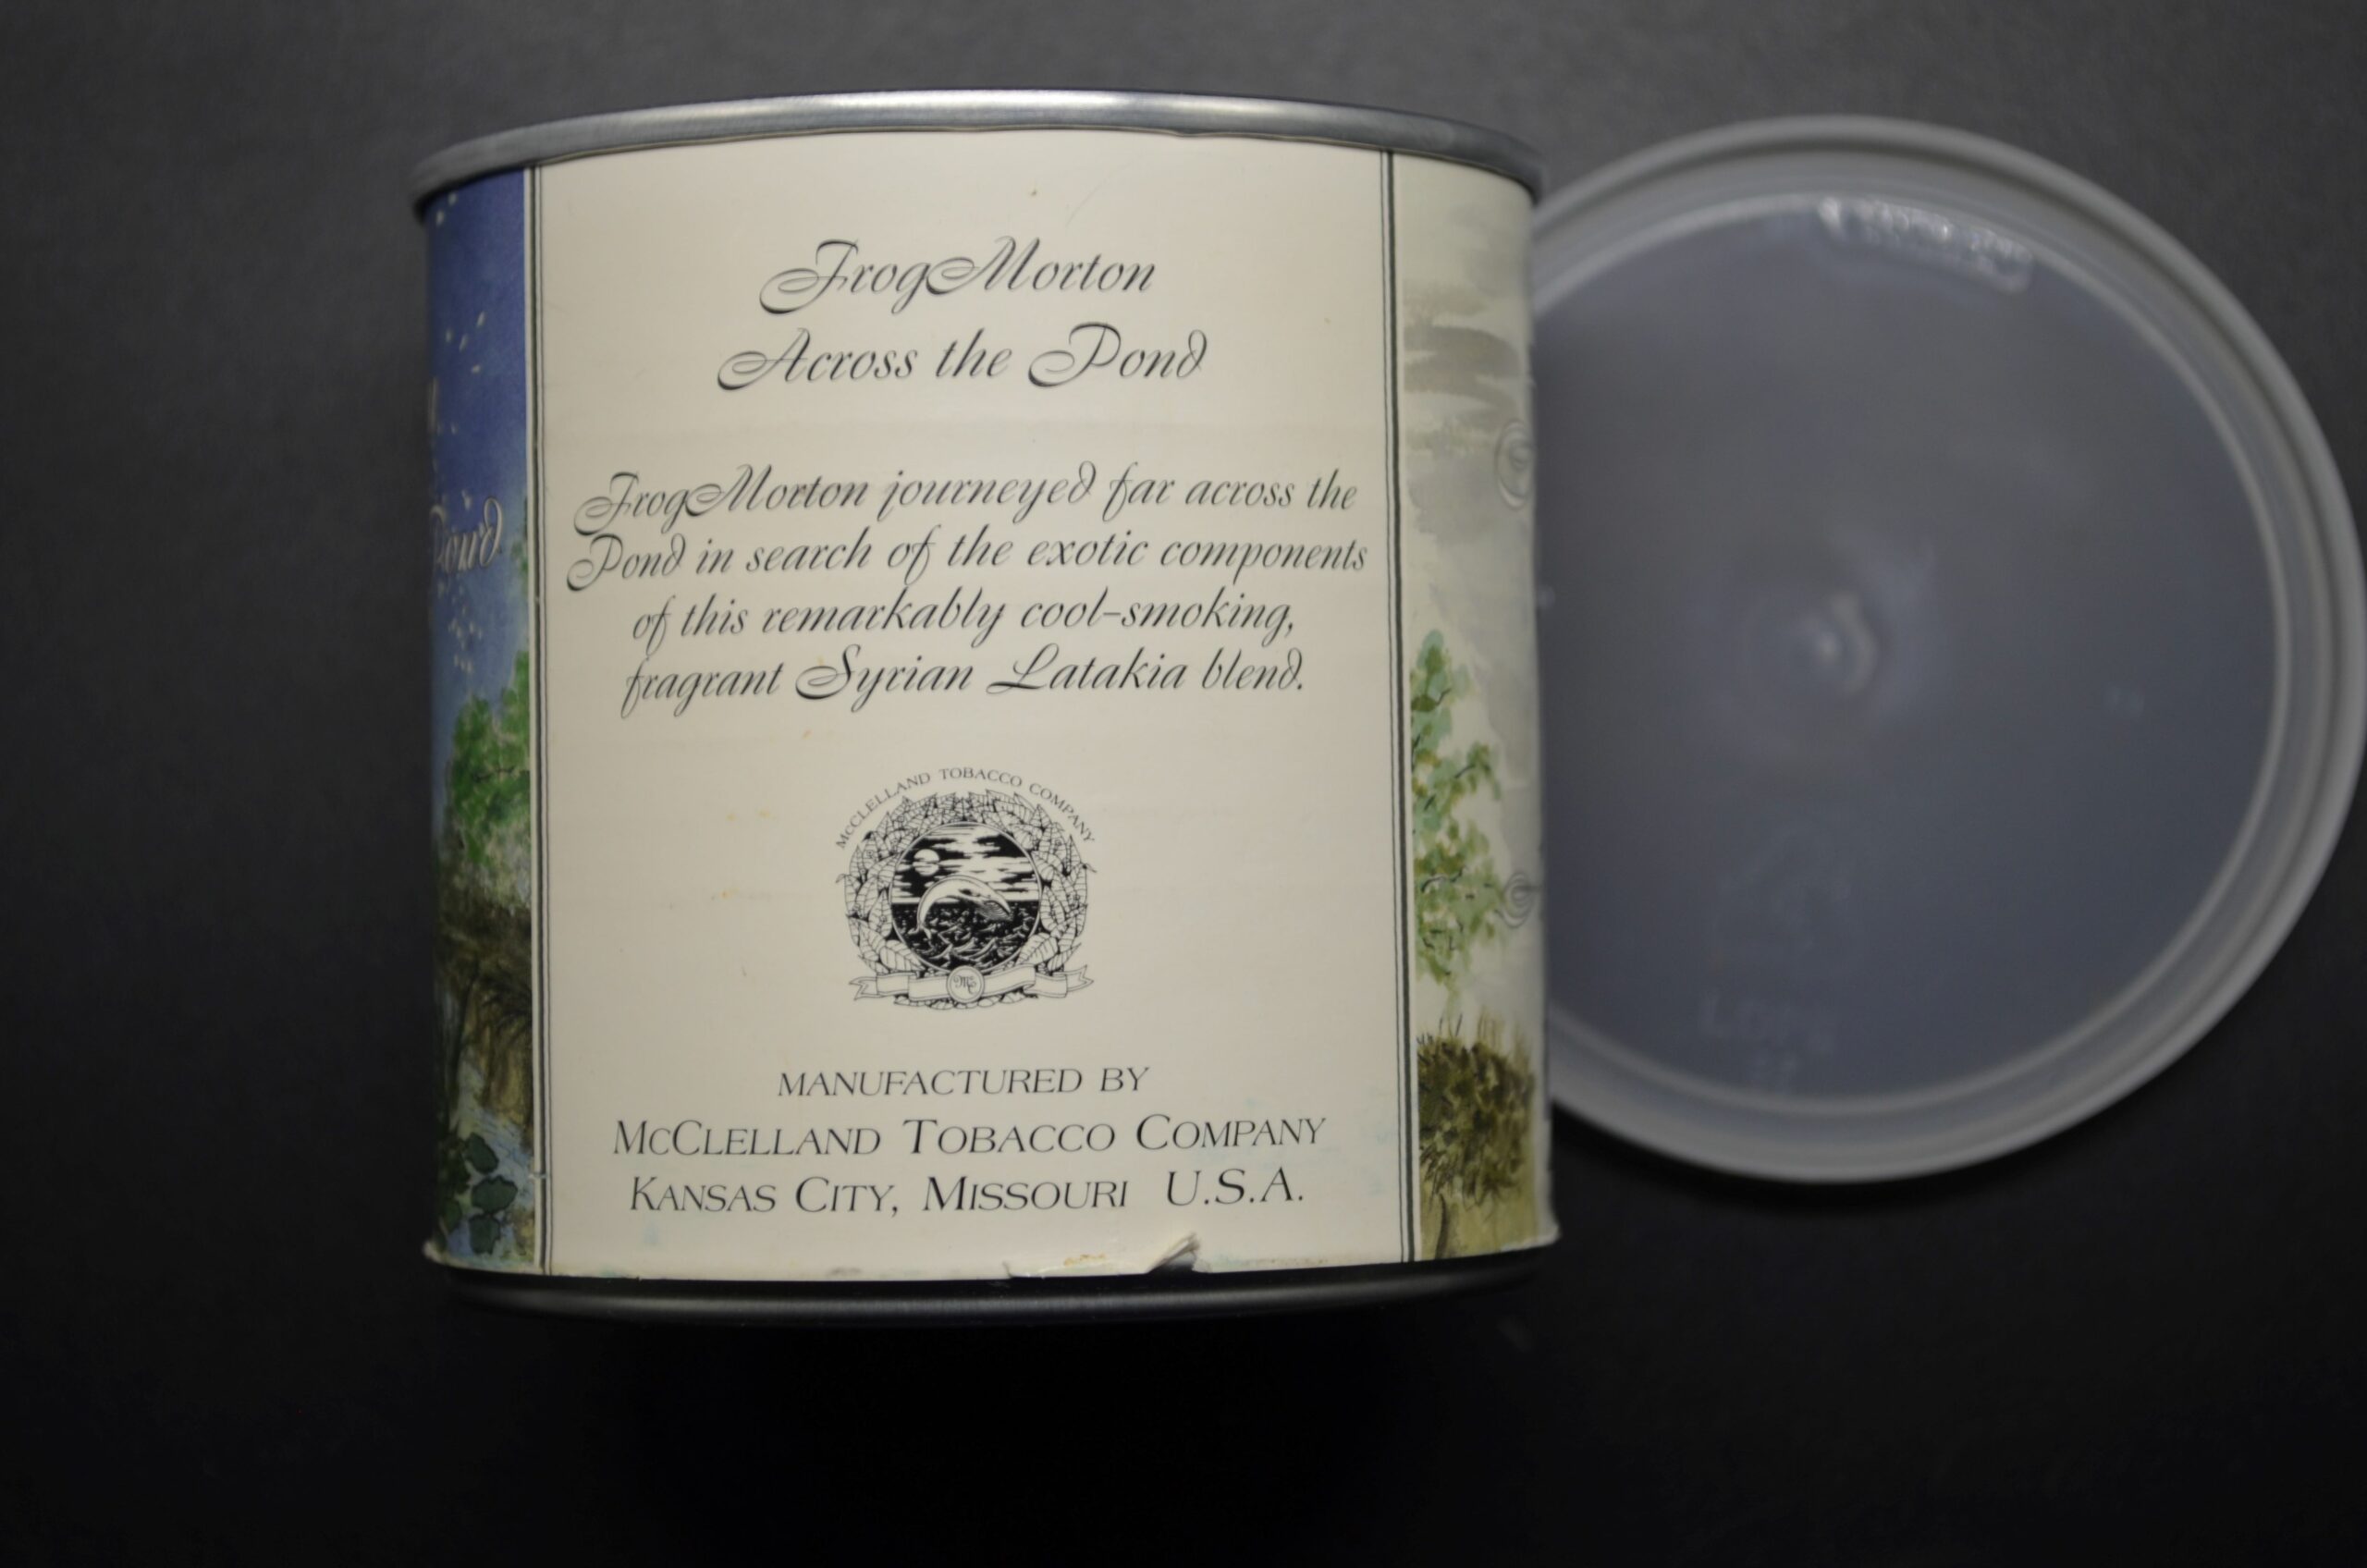 FrogMorton
Across the Pond
FrogMorton journeyed far across the
Pond in search of the exotic components
of this remarkably cool-smoking,
fragrant Syrian Latakia blend.
McCLELLAND TOBACCO COMPANY
MANUFACTURED BY
McCLELLAND TOBACCO COMPANY
KANSAS CITY, MISSOURI U.S.A.
Pond